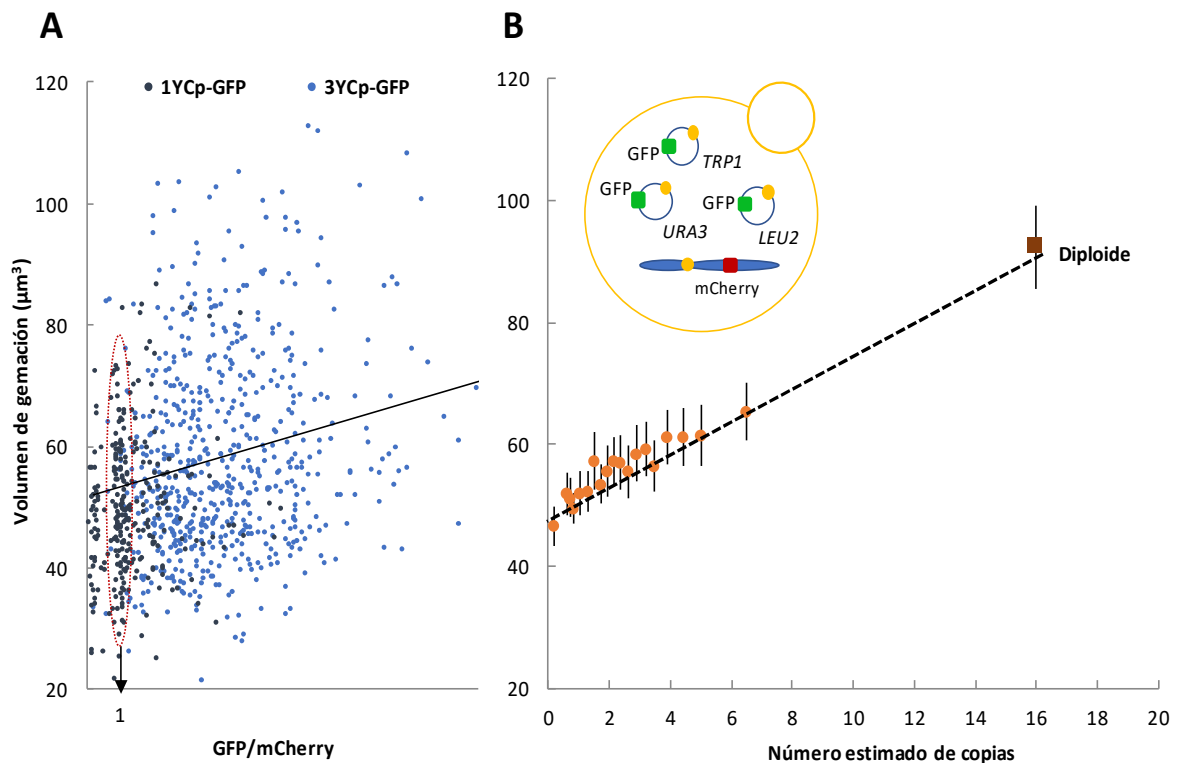 A
B
120
100
80
60
40
20
Volumen de gemación (µm³)
1YCp-GFP
3YCp-GFP
1
GFP/mCherry
120
100
80
60
40
20
GFP
TRP1
GFP
URA3
GFP
LEU2
mCherry
Diploide
0 2 4 6 8 10 12 14 16 18 20
Número estimado de copias